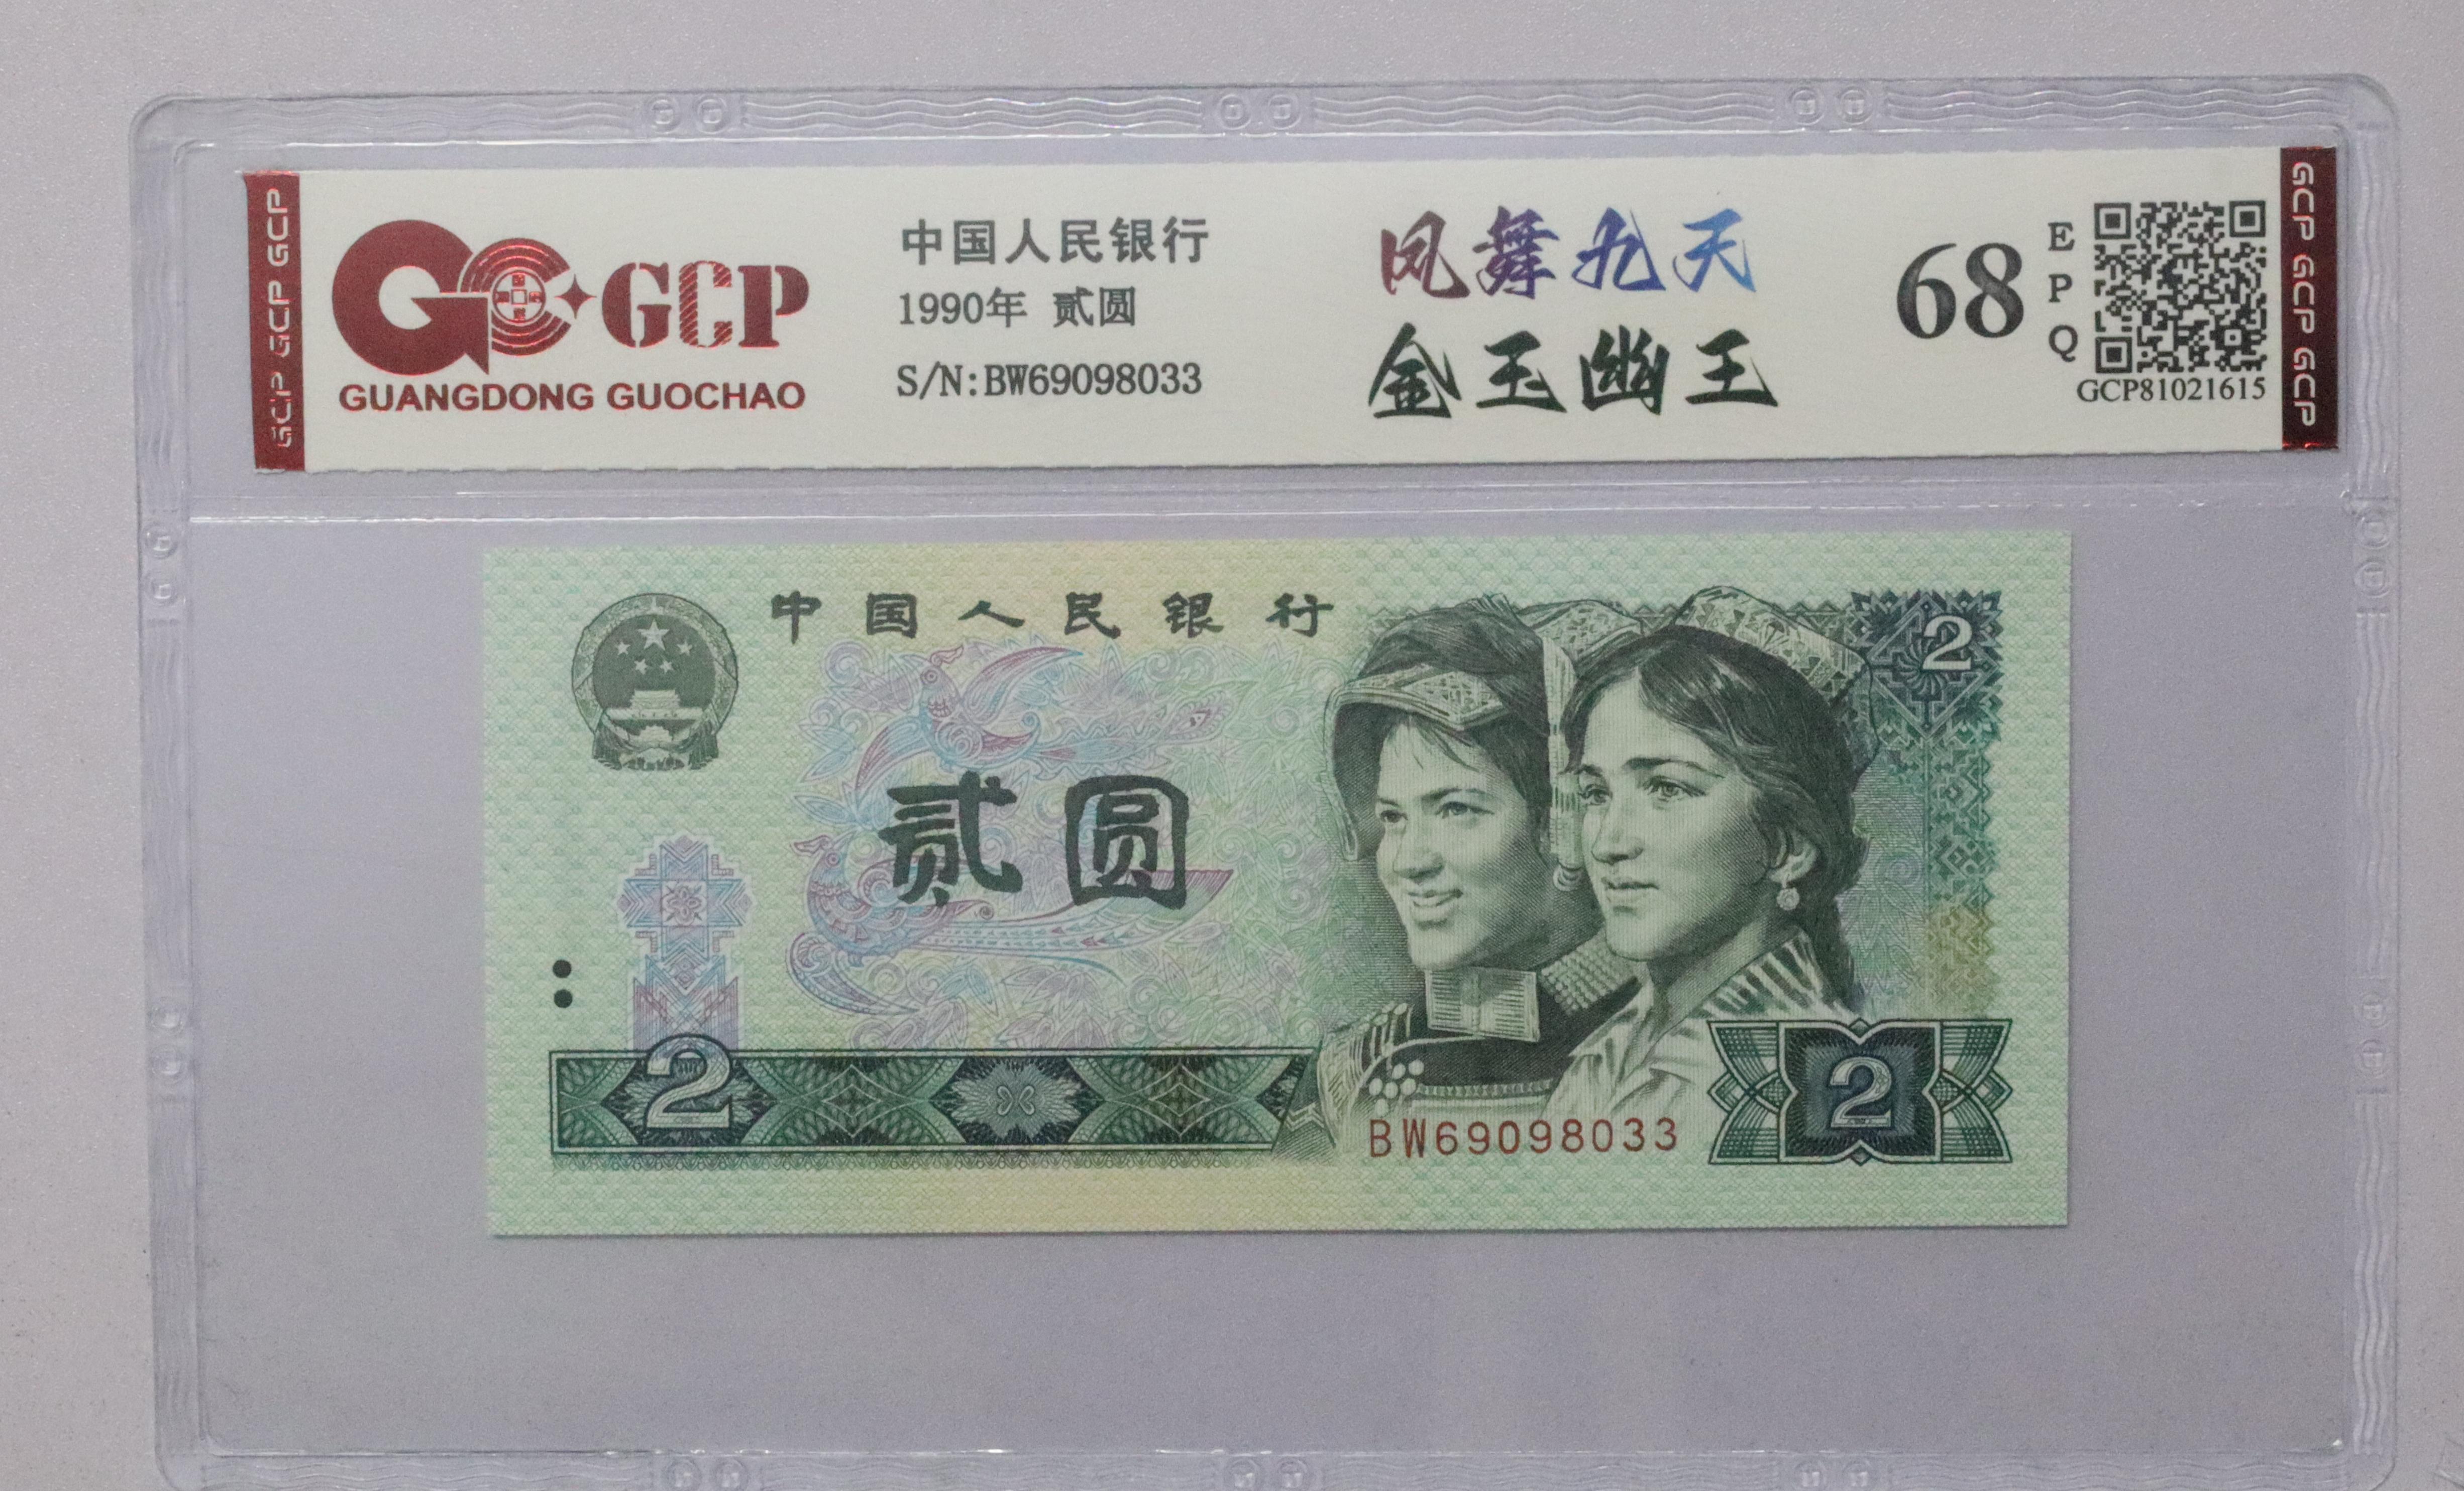 GCP GCP GCP
GCP
GUANGDONG GUOCHAO
中国人民银行
1990年 贰圆
S/N:BW69098033
凤舞九天
金玉幽王
68
EPQ
GCP81021615
GCP GCP GCP
中国人民银行
2
贰圆
2
BW69098033
2